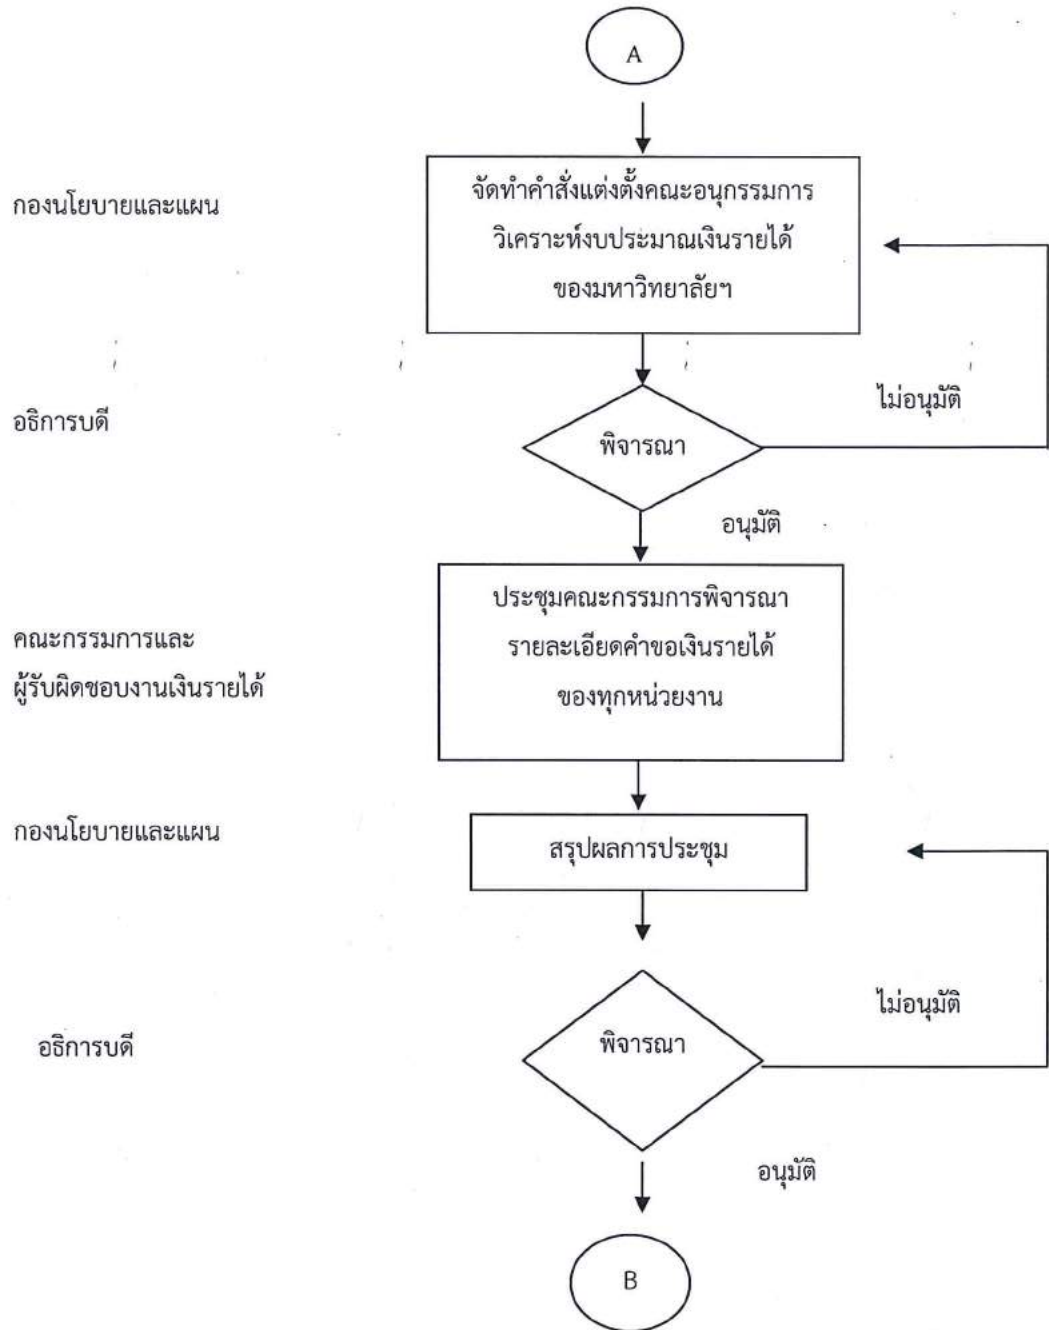 A
กองนโยบายและแผน
จัดทำคำสั่งแต่งตั้งคณะอนุกรรมการ
วิเคราะห์งบประมาณเงินรายได้
ของมหาวิทยาลัยฯ
ไม่อนุมัติ
อธิการบดี
พิจารณา
อนุมัติ
คณะกรรมการและ
ผู้รับผิดชอบงานเงินรายได้
ประชุมคณะกรรมการพิจารณา
รายละเอียดคำขอเงินรายได้
ของทุกหน่วยงาน
กองนโยบายและแผน
สรุปผลการประชุม
ไม่อนุมัติ
อธิการบดี
พิจารณา
อนุมัติ
B